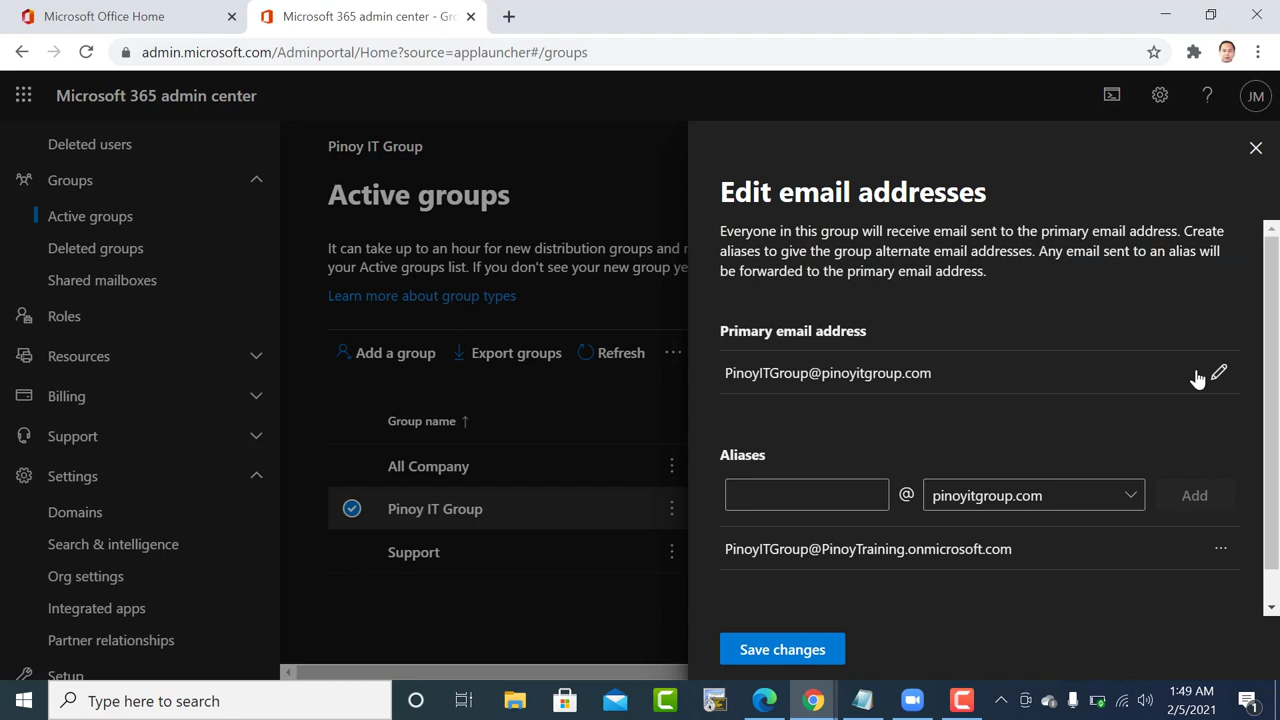 Microsoft Office Home
Microsoft 365 admin center - Gr
admin.microsoft.com/Adminportal/Home?source=applauncher#/groups
Microsoft 365 admin center
JM
Deleted users
Groups
Active groups
Deleted groups
Shared mailboxes
Roles
Resources
Billing
Support
Settings
Domains
Search & intelligence
Org settings
Integrated apps
Partner relationships
Setup
Pinoy IT Group
Active groups
It can take up to an hour for new distribution groups and
your Active groups list. If you don't see your new group ye
Learn more about group types
Add a group
Export groups
Refresh
Group name ↑
All Company
Pinoy IT Group
Support
Edit email addresses
Everyone in this group will receive email sent to the primary email address. Create
aliases to give the group alternate email addresses. Any email sent to an alias will
be forwarded to the primary email address.
Primary email address
PinoyITGroup@pinoyitgroup.com
Aliases
@ pinoyitgroup.com Add
PinoyITGroup@PinoyTraining.onmicrosoft.com
Save changes
Type here to search
1:49 AM
2/5/2021
1